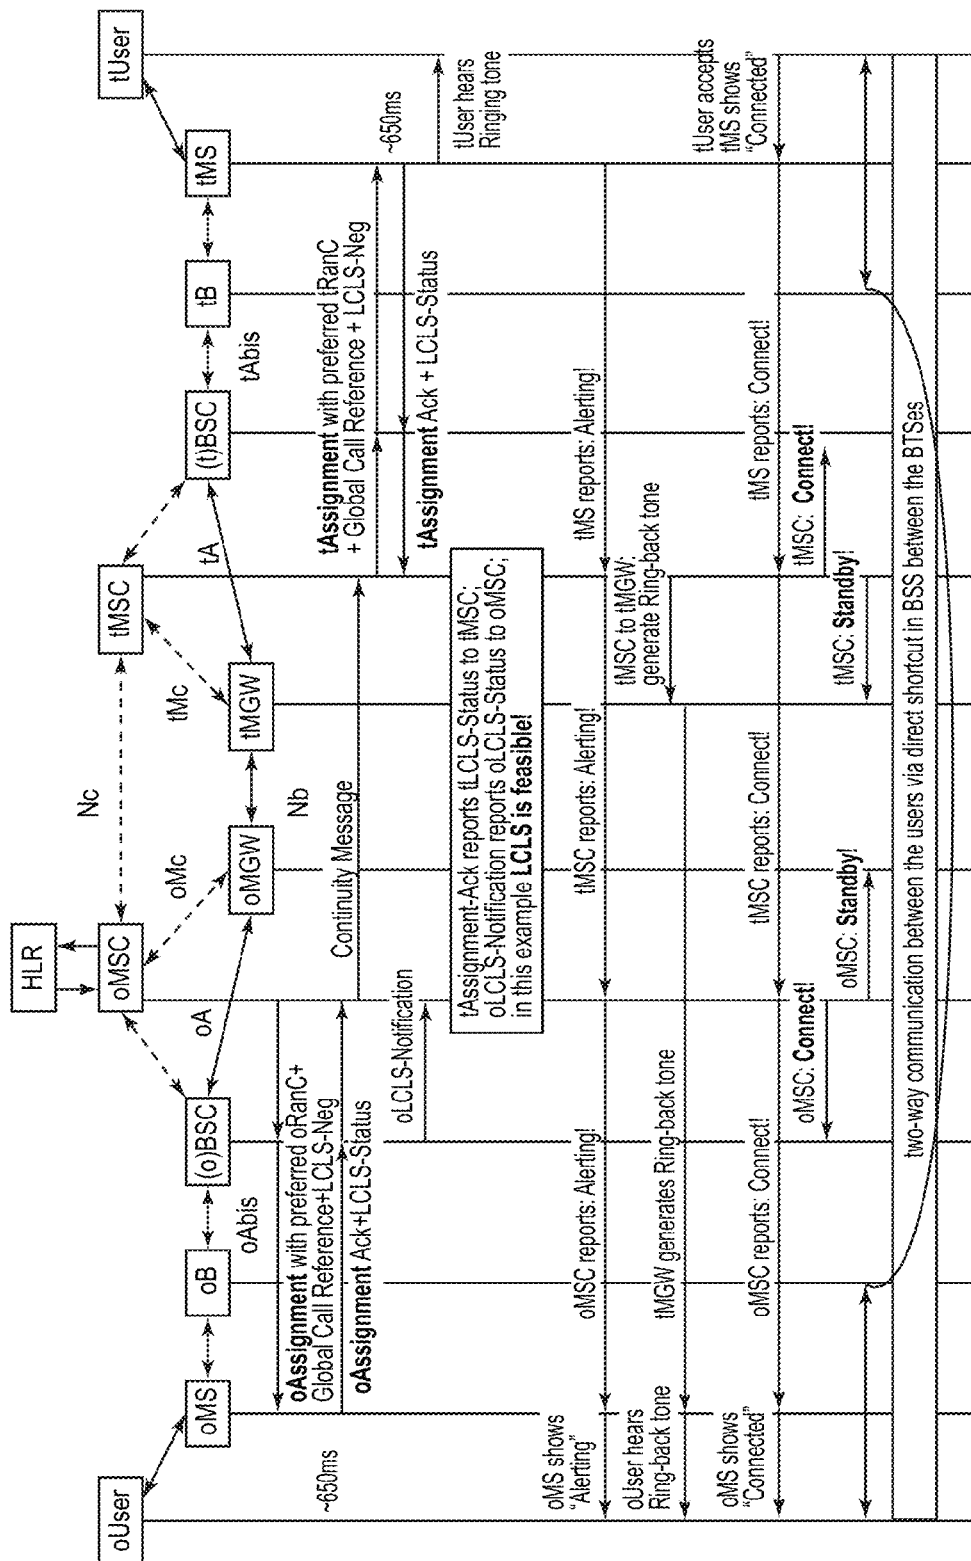 HLR
oUser
oMS
oB
(o)BSC
oMSC
oMGW
tMGW
tMSC
(t)BSC
tB
tMS
tUser
oAbis
oA
oMc
Nc
Nb
tMc
tA
tAbis
~650ms
oAssignment with preferred oRanC+
Global Call Reference+LCLS-Neg
oAssignment Ack+LCLS-Status
Continuity Message
tAssignment with preferred tRanC
+ Global Call Reference + LCLS-Neg
~650ms
tAssignment Ack + LCLS-Status
oLCLS-Notification
tUser hears
Ringing tone
tAssignment-Ack reports tLCLS-Status to tMSC;
oLCLS-Notification reports oLCLS-Status to oMSC;
in this example LCLS is feasible!
oMS shows
"Alerting"
oMSC reports: Alerting!
tMSC reports: Alerting!
tMS reports: Alerting!
tMSC to tMGW:
generate Ring-back tone
oUser hears
Ring-back tone
tMGW generates Ring-back tone
oMS shows
"Connected"
oMSC reports: Connect!
tMSC reports: Connect!
tMS reports: Connect!
tUser accepts
tMS shows
"Connected"
oMSC: Connect!
tMSC: Connect!
oMSC: Standby!
tMSC: Standby!
two-way communication between the users via direct shortcut in BSS between the BTSes